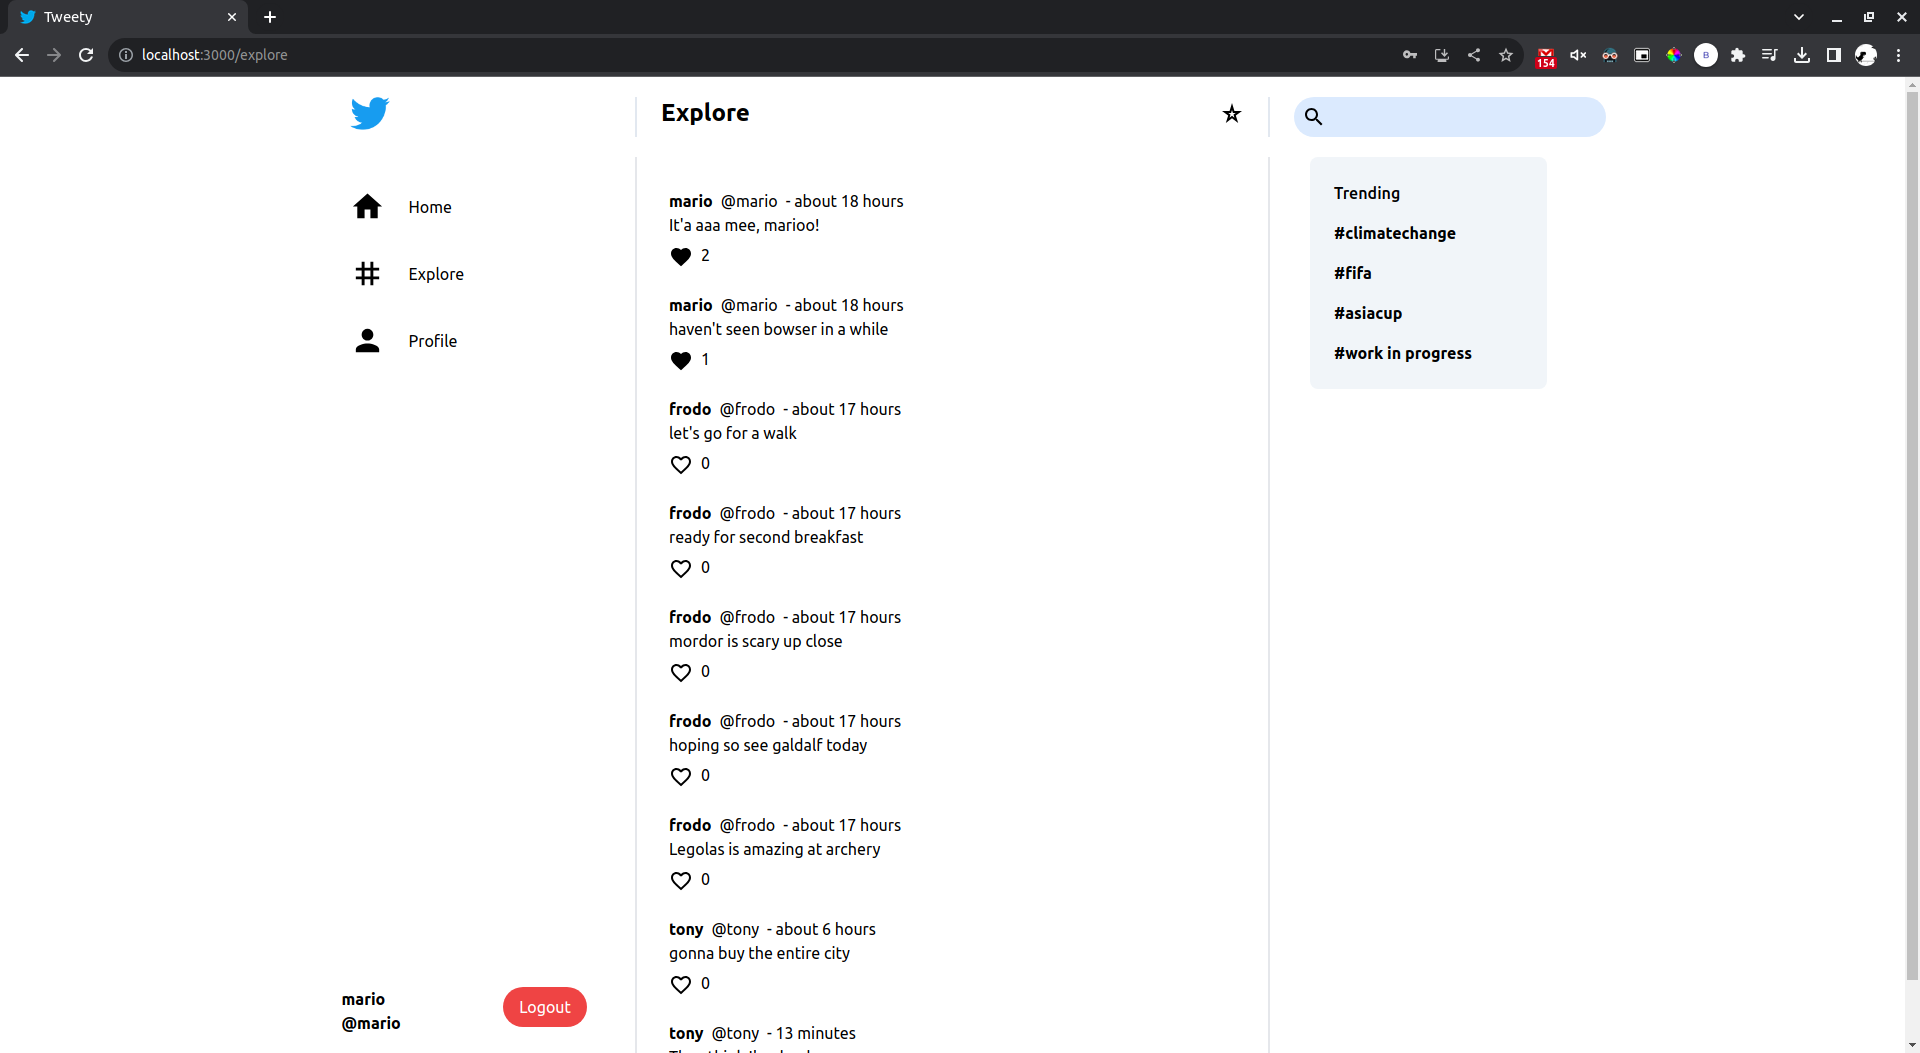 Tweety
localhost:3000/explore
154
B
Explore
Home
Explore
Profile
mario @mario - about 18 hours
It'a aaa mee, marioo!
2
mario @mario - about 18 hours
haven't seen bowser in a while
1
frodo @frodo - about 17 hours
let's go for a walk
0
frodo @frodo - about 17 hours
ready for second breakfast
0
frodo @frodo - about 17 hours
mordor is scary up close
0
frodo @frodo - about 17 hours
hoping so see galdalf today
0
frodo @frodo - about 17 hours
Legolas is amazing at archery
0
tony @tony - about 6 hours
gonna buy the entire city
0
tony @tony - 13 minutes
Trending
#climatechange
#fifa
#asiacup
#work in progress
mario
@mario
Logout